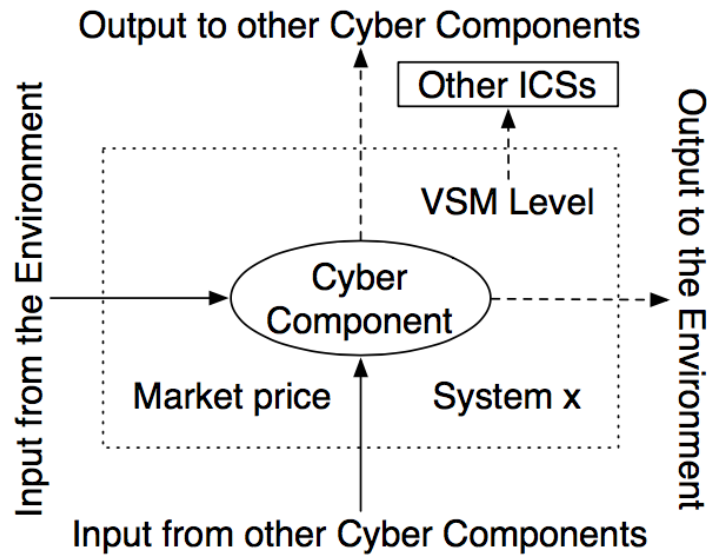 Output to other Cyber Components
Other ICSs
Input from the Environment
Output to the Environment
VSM Level
Cyber
Component
Market price
System x
Input from other Cyber Components